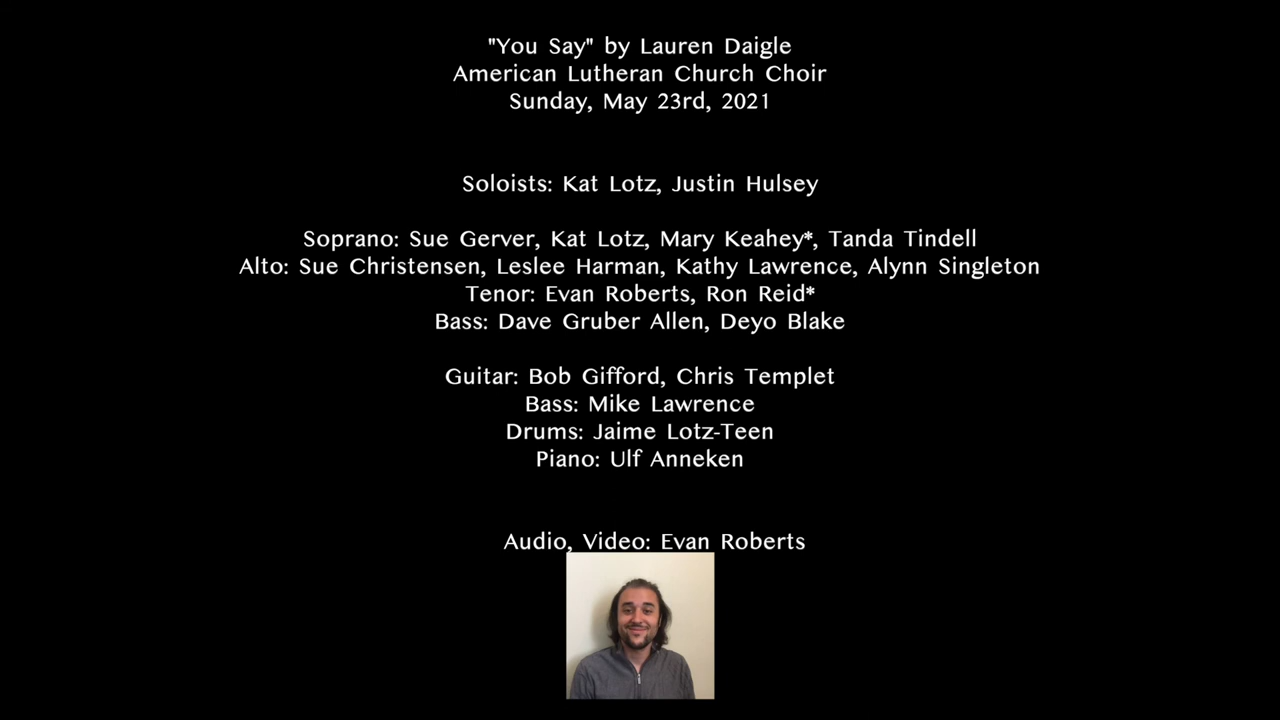 "You Say" by Lauren Daigle
American Lutheran Church Choir
Sunday, May 23rd, 2021
Soloists: Kat Lotz, Justin Hulsey
Soprano: Sue Gerver, Kat Lotz, Mary Keahey*, Tanda Tindell
Alto: Sue Christensen, Leslee Harman, Kathy Lawrence, Alynn Singleton
Tenor: Evan Roberts, Ron Reid*
Bass: Dave Gruber Allen, Deyo Blake
Guitar: Bob Gifford, Chris Templet
Bass: Mike Lawrence
Drums: Jaime Lotz-Teen
Piano: Ulf Anneken
Audio, Video: Evan Roberts